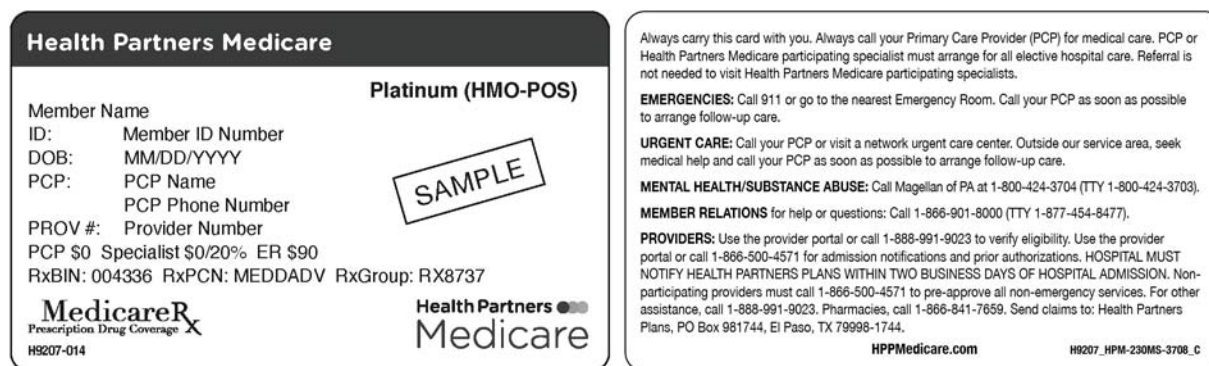 Health Partners Medicare
Platinum (HMO-POS)
Member Name
ID: Member ID Number
DOB: MM/DD/YYYY
PCP: PCP Name
PCP Phone Number
PROV #: Provider Number
PCP $0 Specialist $0/20% ER $90
RxBIN: 004336 RxPCN: MEDDADV RxGroup: RX8737
SAMPLE
MedicareRx
Prescription Drug Coverage
H9207-014
Health Partners
Medicare
Always carry this card with you. Always call your Primary Care Provider (PCP) for medical care. PCP or
Health Partners Medicare participating specialist must arrange for all elective hospital care. Referral is
not needed to visit Health Partners Medicare participating specialists.
EMERGENCIES: Call 911 or go to the nearest Emergency Room. Call your PCP as soon as possible
to arrange follow-up care.
URGENT CARE: Call your PCP or visit a network urgent care center. Outside our service area, seek
medical help and call your PCP as soon as possible to arrange follow-up care.
MENTAL HEALTH/SUBSTANCE ABUSE: Call Magellan of PA at 1-800-424-3704 (TTY 1-800-424-3703).
MEMBER RELATIONS for help or questions: Call 1-866-901-8000 (TTY 1-877-454-8477).
PROVIDERS: Use the provider portal or call 1-888-991-9023 to verify eligibility. Use the provider
portal or call 1-866-500-4571 for admission notifications and prior authorizations. HOSPITAL MUST
NOTIFY HEALTH PARTNERS PLANS WITHIN TWO BUSINESS DAYS OF HOSPITAL ADMISSION. Non-
participating providers must call 1-866-500-4571 to pre-approve all non-emergency services. For other
assistance, call 1-888-991-9023. Pharmacies, call 1-866-841-7659. Send claims to: Health Partners
Plans, PO Box 981744, El Paso, TX 79998-1744.
HPPMedicare.com
H9207_HPM-230MS-3708_C